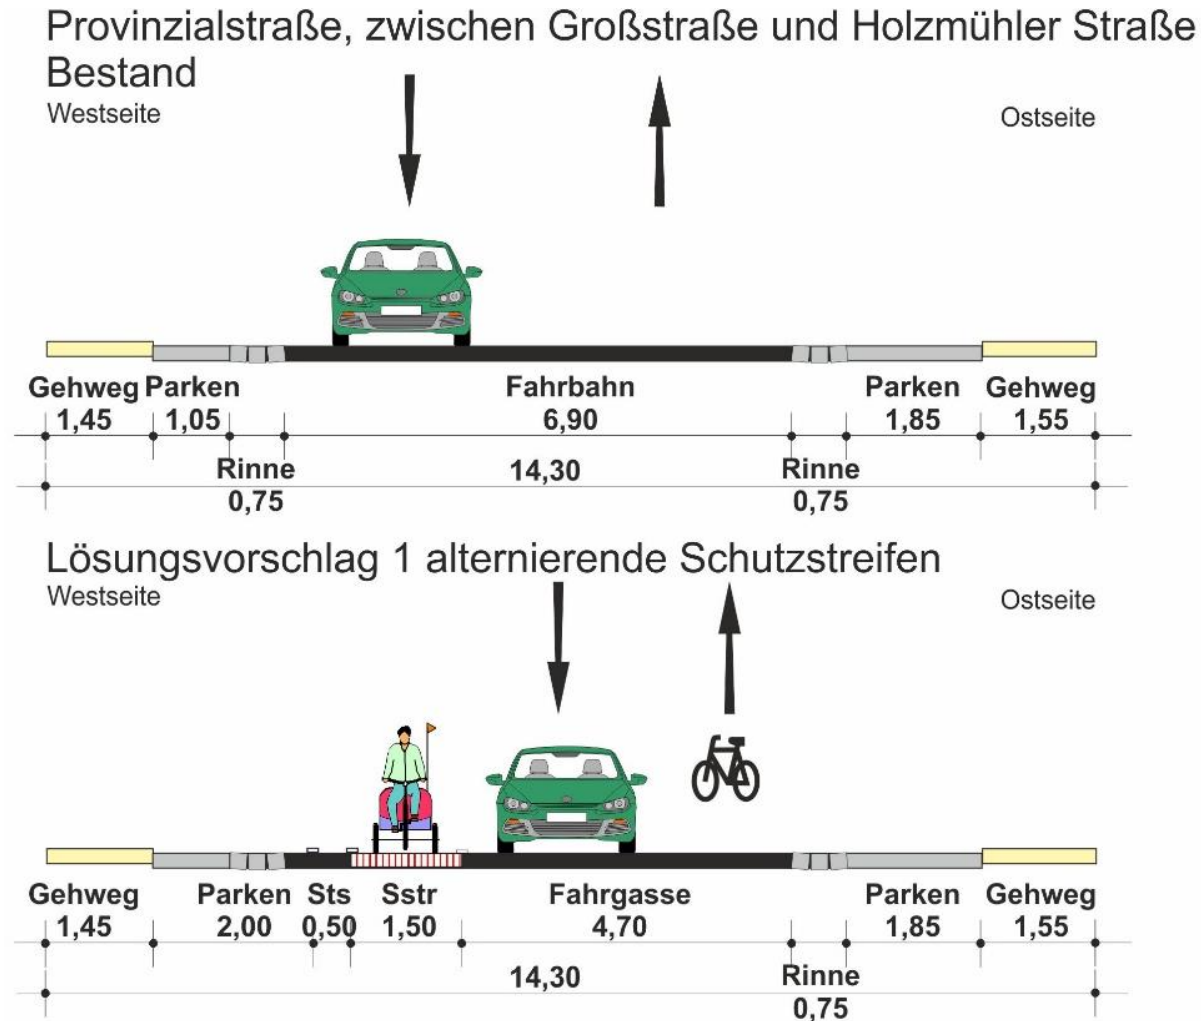 Provinzialstraße, zwischen Großstraße und Holzmühler Straße
Bestand
Westseite
Ostseite
Gehweg Parken Fahrbahn Parken Gehweg
1,45 1,05 6,90 1,85 1,55
Rinne 14,30 Rinne
0,75 0,75
Lösungsvorschlag 1 alternierende Schutzstreifen
Westseite
Ostseite
Gehweg Parken Sts Sstr Fahrgasse Parken Gehweg
1,45 2,00 0,50 1,50 4,70 1,85 1,55
14,30 Rinne
0,75